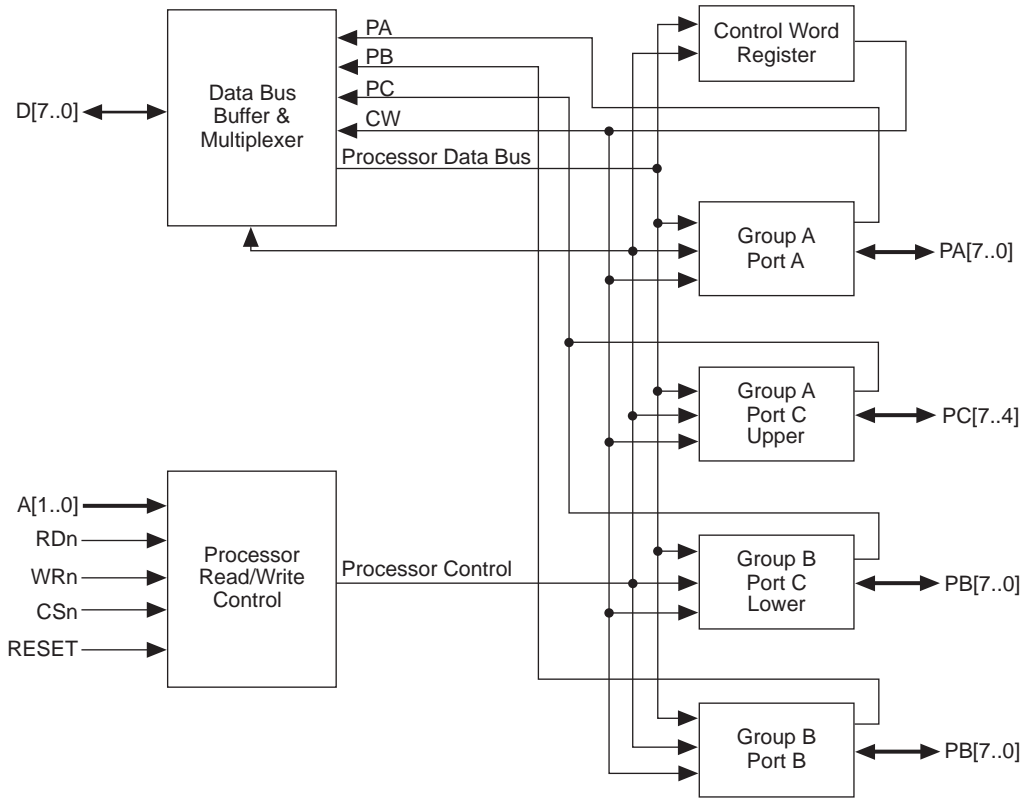 PA
PB
PC
CW
D[7..0]
Data Bus
Buffer &
Multiplexer
Processor Data Bus
Control Word
Register
Group A
Port A
PA[7..0]
Group A
Port C
Upper
PC[7..4]
A[1..0]
RDn
WRn
CSn
RESET
Processor
Read/Write
Control
Processor Control
Group B
Port C
Lower
PB[7..0]
Group B
Port B
PB[7..0]